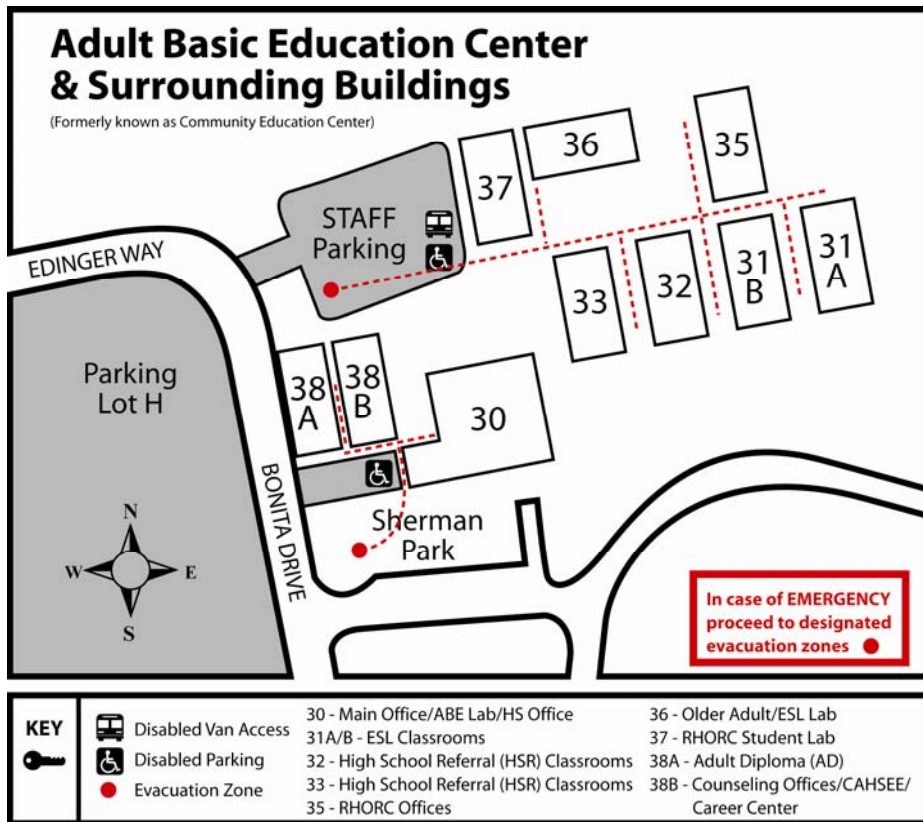 Adult Basic Education Center
& Surrounding Buildings
(Formerly known as Community Education Center)
36
35
37
STAFF
Parking
EDINGER WAY
31
A
31
B
32
33
Parking
Lot H
38
A
38
B
30
BONITA DRIVE
Sherman
Park
N
W
E
S
In case of EMERGENCY
proceed to designated
evacuation zones
KEY
Disabled Van Access
Disabled Parking
Evacuation Zone
30 - Main Office/ABE Lab/HS Office
31A/B - ESL Classrooms
32 - High School Referral (HSR) Classrooms
33 - High School Referral (HSR) Classrooms
35 - RHORC Offices
36 - Older Adult/ESL Lab
37 - RHORC Student Lab
38A - Adult Diploma (AD)
38B - Counseling Offices/CAHSEE/
Career Center